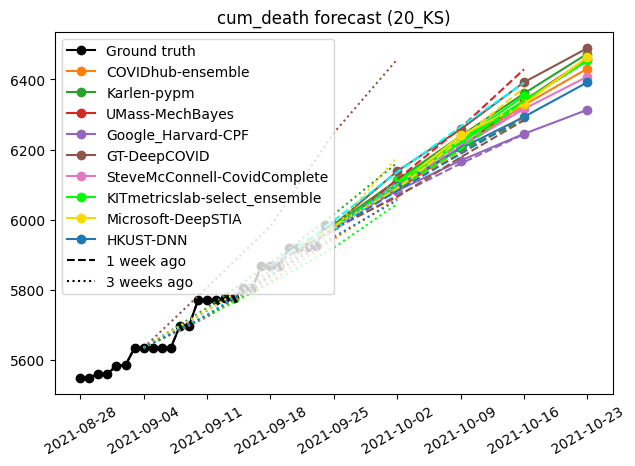 cum_death forecast (20_KS)
Ground truth
COVIDhub-ensemble
Karlen-pypm
UMass-MechBayes
Google_Harvard-CPF
GT-DeepCOVID
SteveMcConnell-CovidComplete
KITmetricslab-select_ensemble
Microsoft-DeepSTIA
HKUST-DNN
1 week ago
3 weeks ago
6400
6200
6000
5800
5600
2021-08-28
2021-09-04
2021-09-11
2021-09-18
2021-09-25
2021-10-02
2021-10-09
2021-10-16
2021-10-23